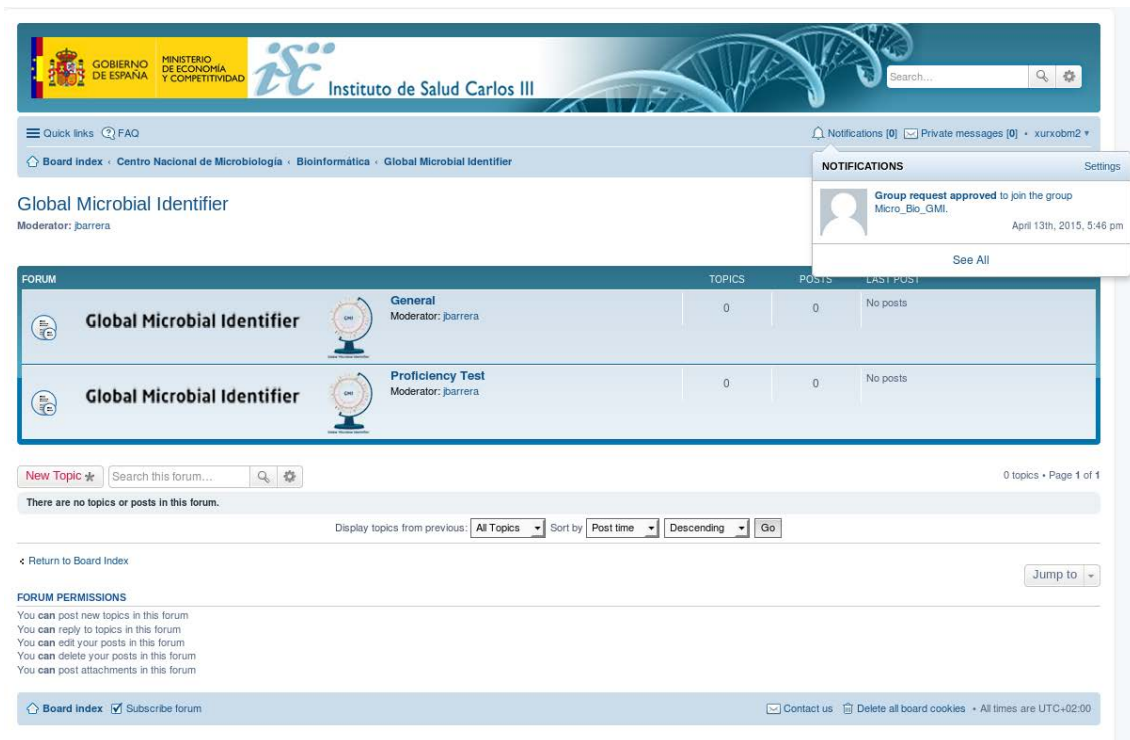 GOBIERNO
DE ESPAÑA
MINISTERIO
DE ECONOMÍA
Y COMPETITIVIDAD
isc
Instituto de Salud Carlos III
Search…
Quick links FAQ
Notifications [0] Private messages [0] • xurxobm2
Board index ‹ Centro Nacional de Microbiología ‹ Bioinformática ‹ Global Microbial Identifier
NOTIFICATIONS Settings
Group request approved to join the group
Micro_Bio_GMI.
April 13th, 2015, 5:46 pm
See All
Global Microbial Identifier
Moderator: jbarrera
FORUM TOPICS POSTS LAST POST
Global Microbial Identifier
GMI
General
Moderator: jbarrera
0 0 No posts
Global Microbial Identifier
GMI
Proficiency Test
Moderator: jbarrera
0 0 No posts
New Topic Search this forum… 0 topics • Page 1 of 1
There are no topics or posts in this forum.
Display topics from previous: All Topics Sort by Post time Descending Go
Return to Board Index
Jump to
FORUM PERMISSIONS
You can post new topics in this forum
You can reply to topics in this forum
You can edit your posts in this forum
You can delete your posts in this forum
You can post attachments in this forum
Board index Subscribe forum Contact us Delete all board cookies • All times are UTC+02:00